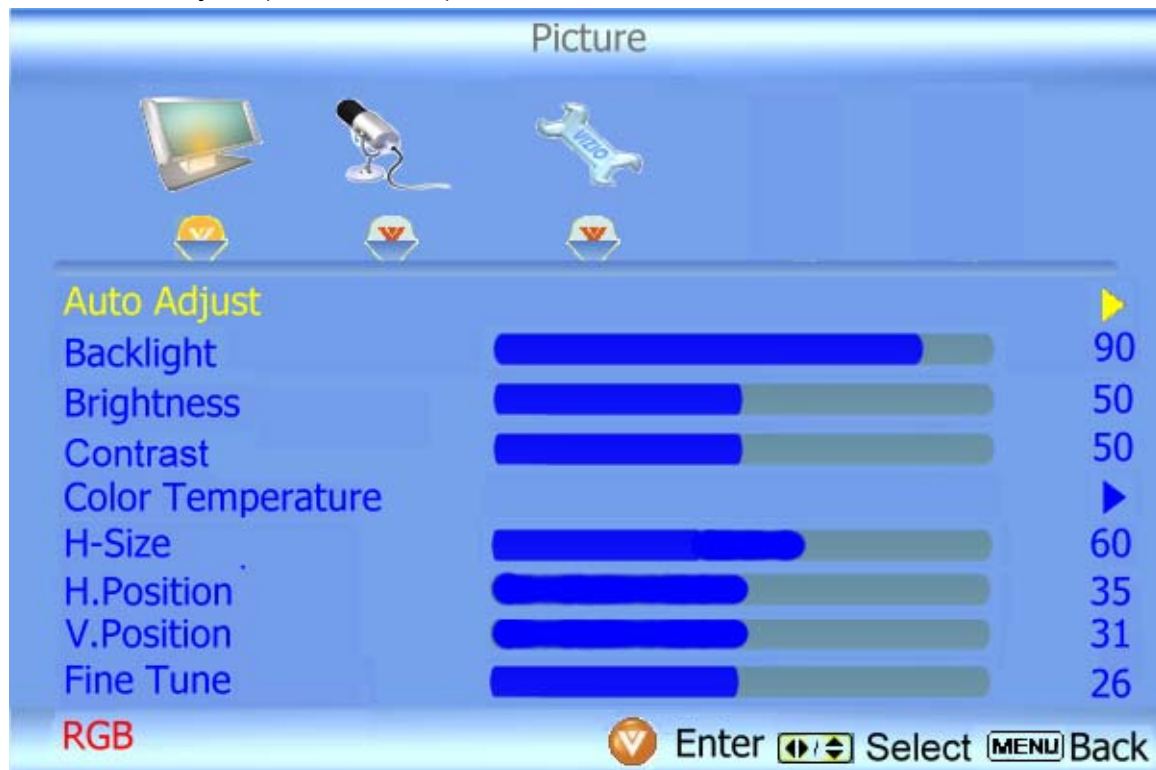 Picture
VIZIO
Auto Adjust
Backlight 90
Brightness 50
Contrast 50
Color Temperature
H-Size 60
H.Position 35
V.Position 31
Fine Tune 26
RGB Enter Select MENU Back